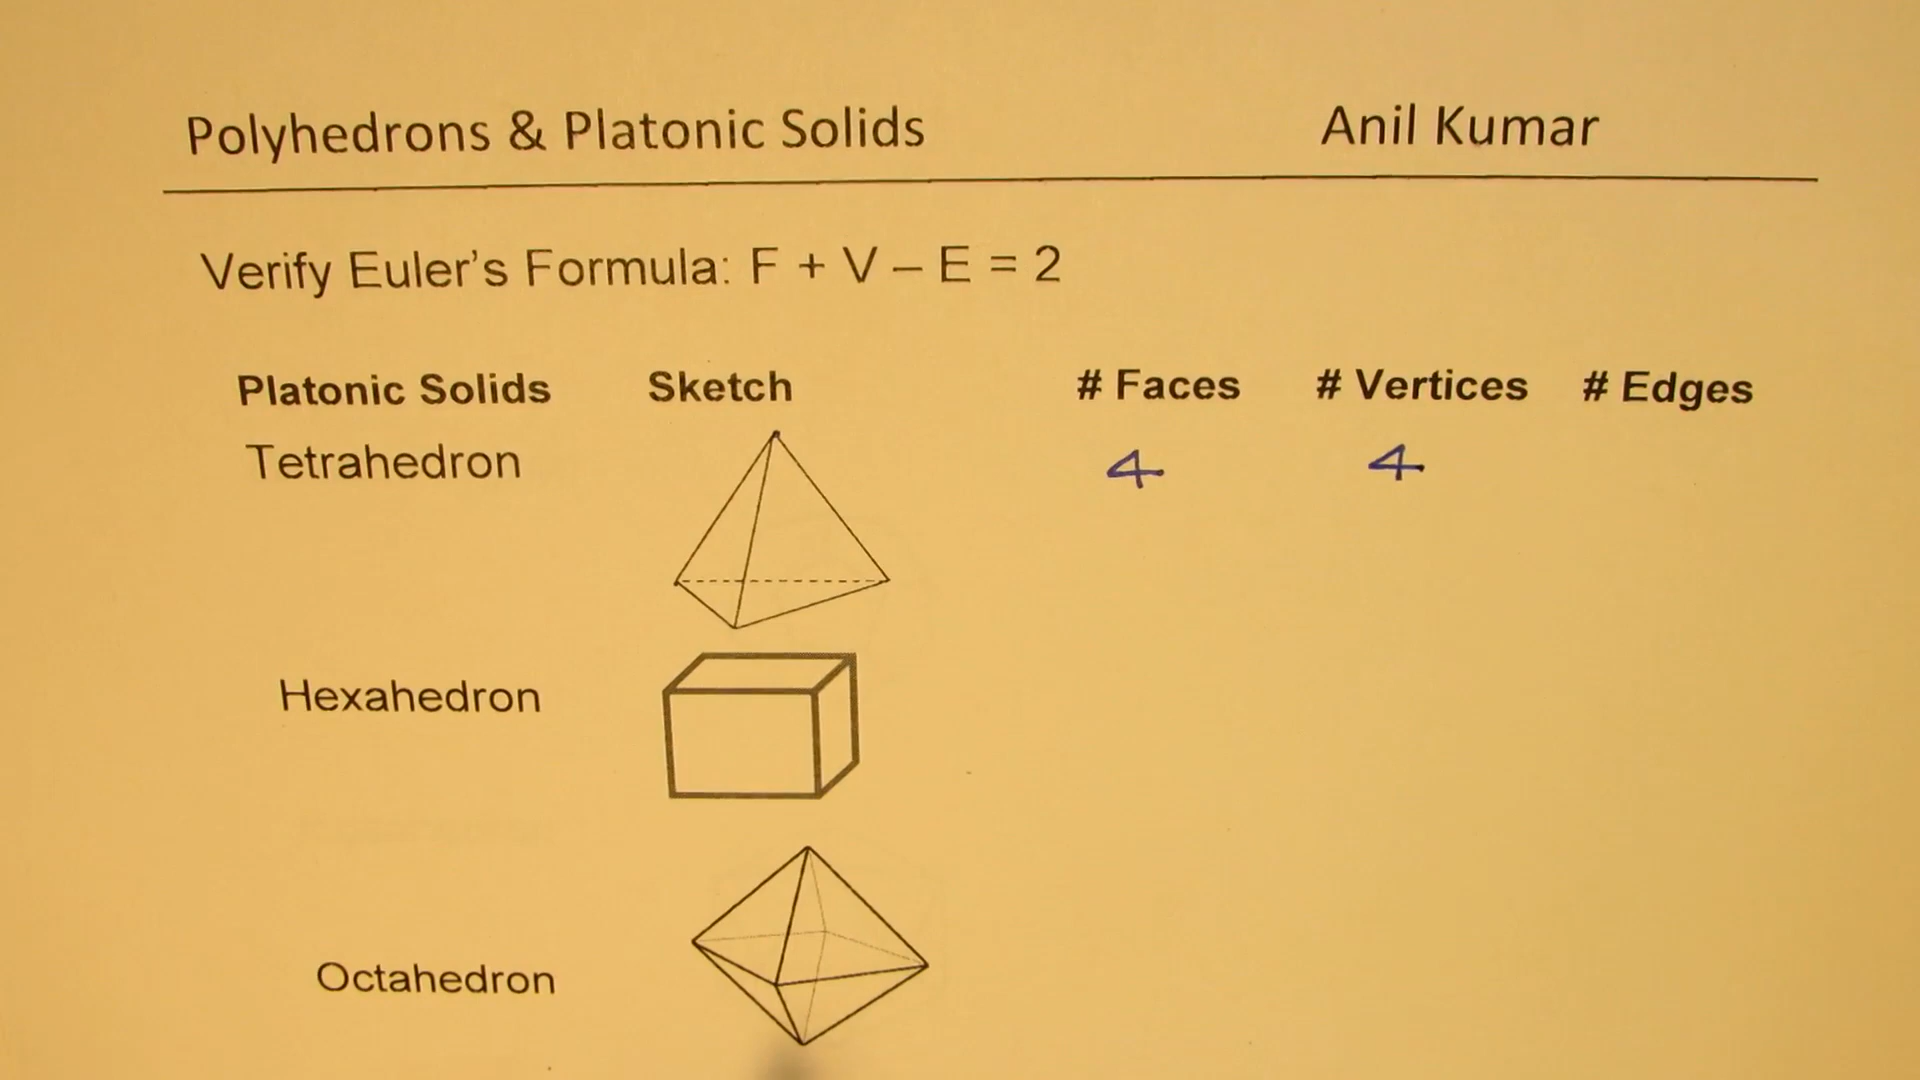 Polyhedrons & Platonic Solids Anil Kumar
Verify Euler's Formula: F + V – E = 2
Platonic Solids Sketch # Faces # Vertices # Edges
Tetrahedron 4 4
Hexahedron
Octahedron